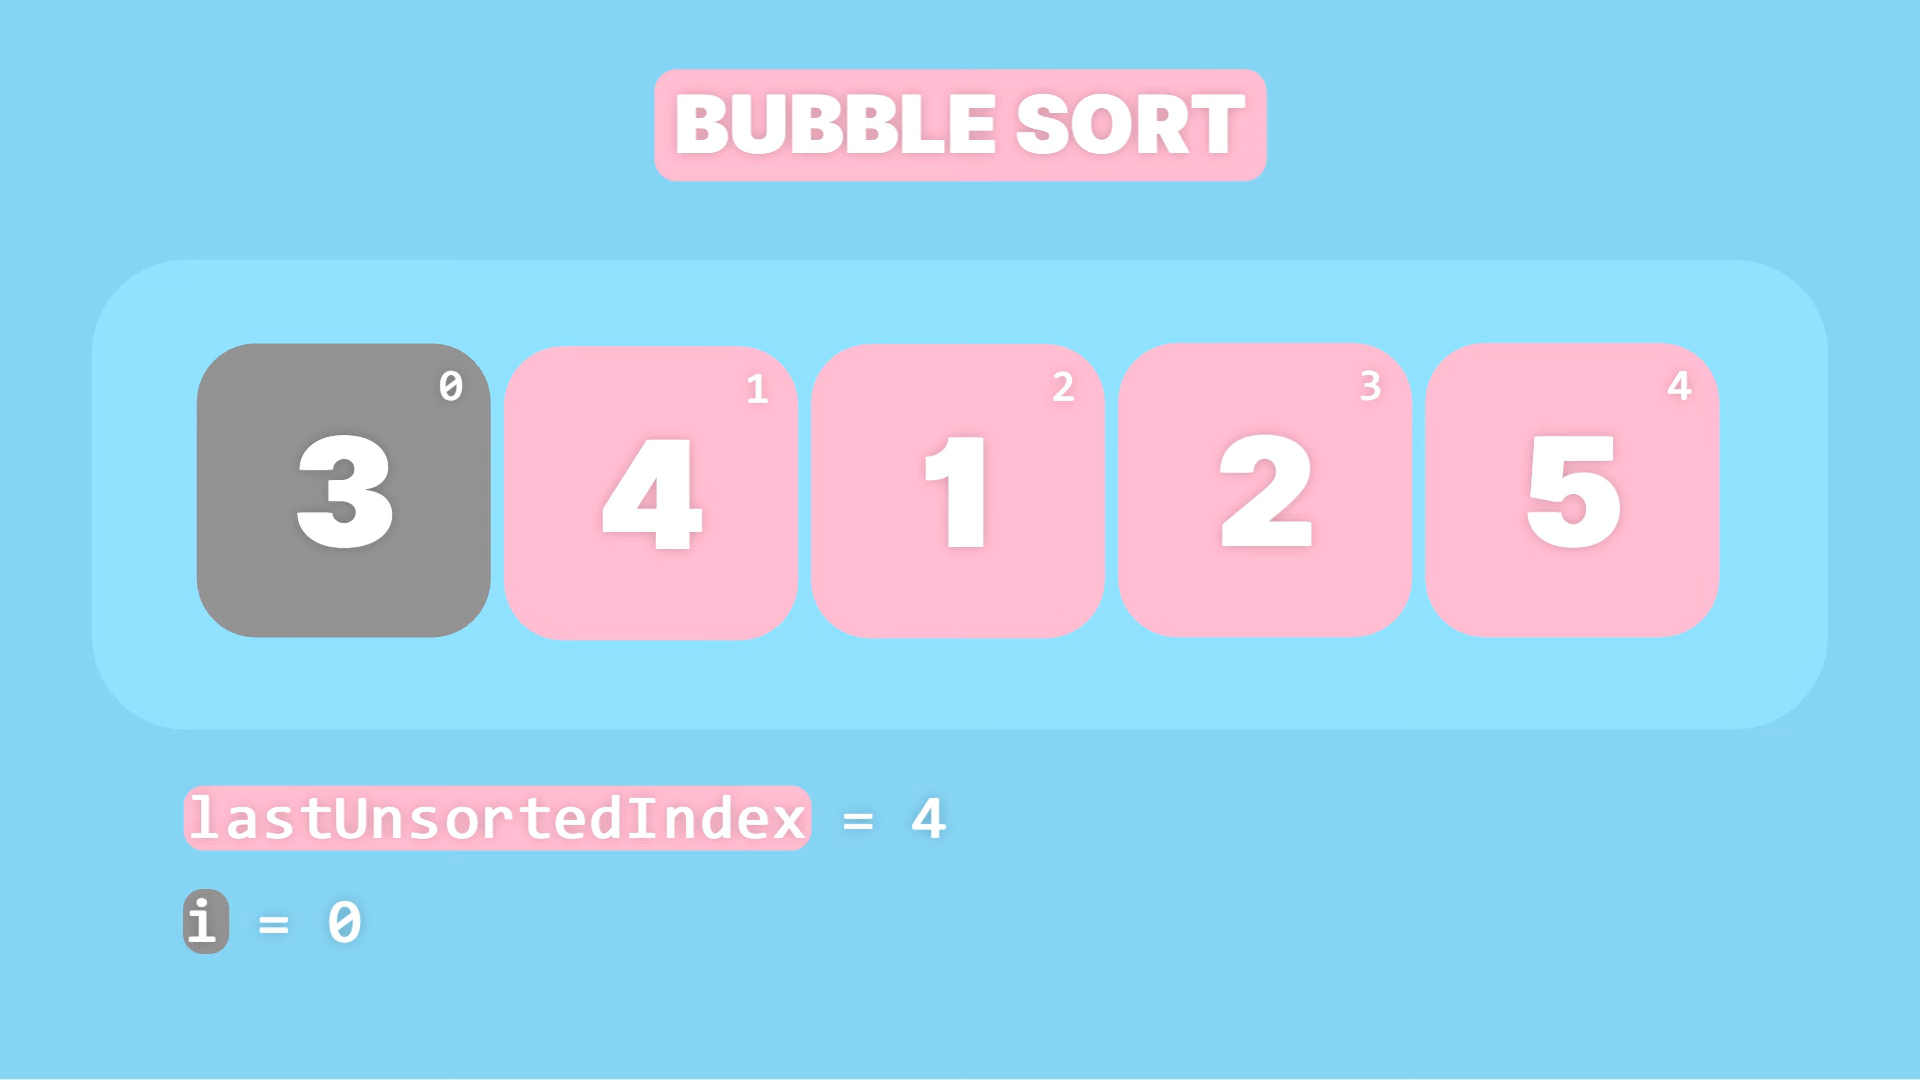 BUBBLE SORT
0 1 2 3 4
3 4 1 2 5
lastUnsortedIndex = 4
i = 0